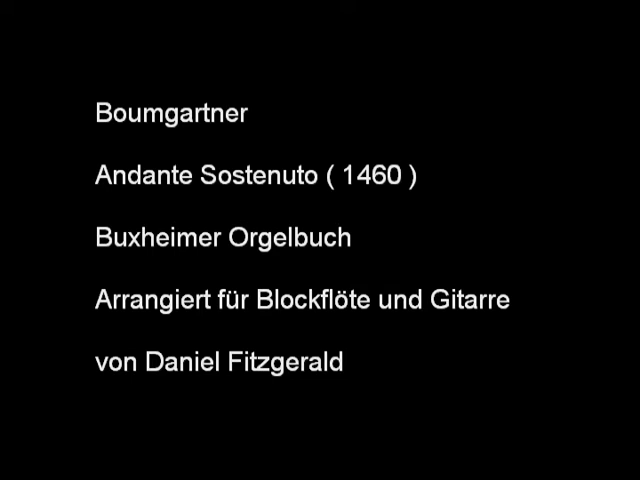 Boumgartner
Andante Sostenuto ( 1460 )
Buxheimer Orgelbuch
Arrangiert für Blockflöte und Gitarre
von Daniel Fitzgerald